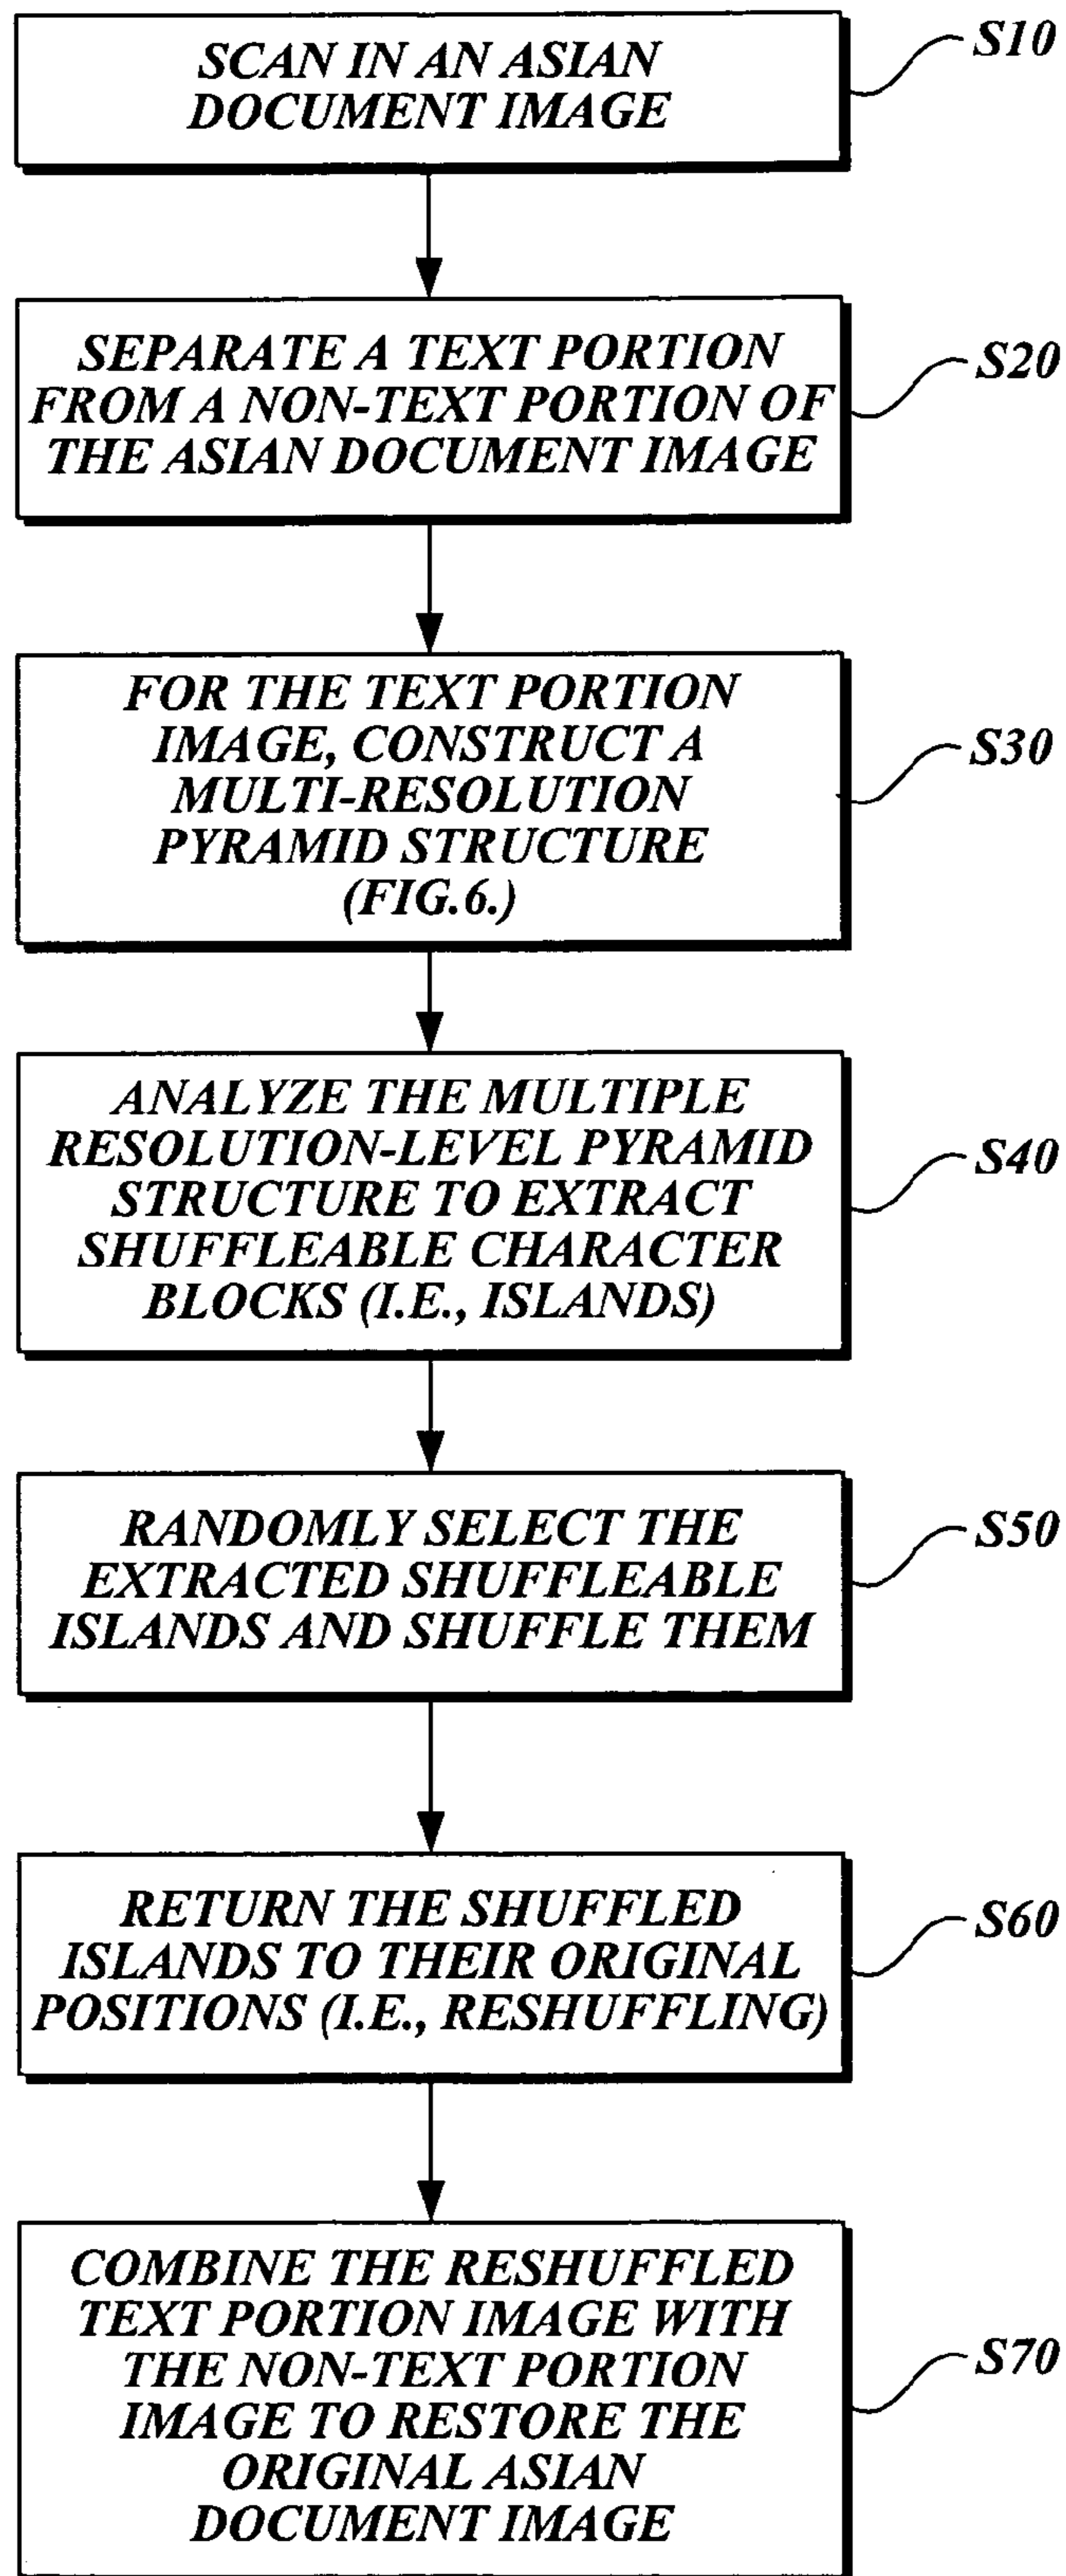 SCAN IN AN ASIAN
DOCUMENT IMAGE
S10
SEPARATE A TEXT PORTION
FROM A NON-TEXT PORTION OF
THE ASIAN DOCUMENT IMAGE
S20
FOR THE TEXT PORTION
IMAGE, CONSTRUCT A
MULTI-RESOLUTION
PYRAMID STRUCTURE
(FIG.6.)
S30
ANALYZE THE MULTIPLE
RESOLUTION-LEVEL PYRAMID
STRUCTURE TO EXTRACT
SHUFFLEABLE CHARACTER
BLOCKS (I.E., ISLANDS)
S40
RANDOMLY SELECT THE
EXTRACTED SHUFFLEABLE
ISLANDS AND SHUFFLE THEM
S50
RETURN THE SHUFFLED
ISLANDS TO THEIR ORIGINAL
POSITIONS (I.E., RESHUFFLING)
S60
COMBINE THE RESHUFFLED
TEXT PORTION IMAGE WITH
THE NON-TEXT PORTION
IMAGE TO RESTORE THE
ORIGINAL ASIAN
DOCUMENT IMAGE
S70